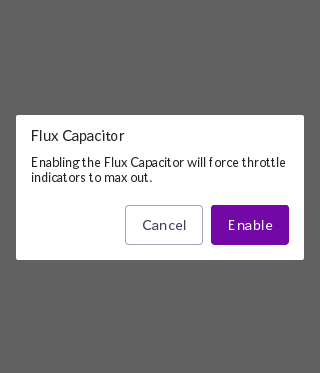 Flux Capacitor
Enabling the Flux Capacitor will force throttle
indicators to max out.
Cancel
Enable